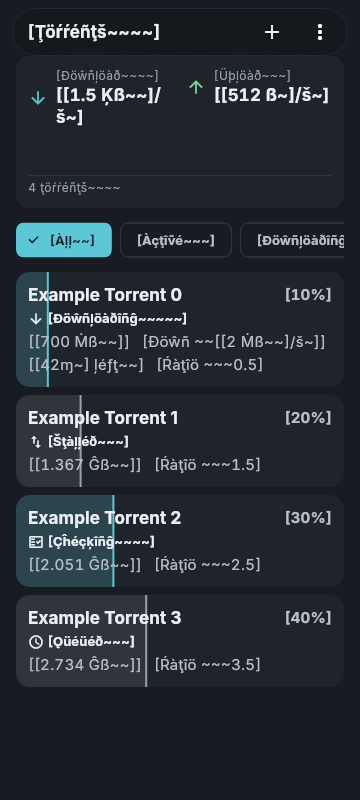 [Ţöŕŕéñţš~~~~]
[Ðöŵñļöàð~~~~]
[[1.5 Ķß~~]/
š~]
[Ûþļöàð~~~]
[[512 ß~]/š~]
4 ţöŕŕéñţš~~~~
[Àļļ~~]
[Àçţîṽé~~~]
[Ðöŵñļöàðîñĝ
Example Torrent 0 [10%]
[Ðöŵñļöàðîñĝ~~~~~]
[[700 Ṁß~~]] [Ðöŵñ ~~[[2 Ṁß~~]/š~]]
[[42ɱ~] ļéƒţ~~] [Ŕàţîö ~~~0.5]
Example Torrent 1 [20%]
[Šţàļļéð~~~]
[[1.367 Ĝß~~]] [Ŕàţîö ~~~1.5]
Example Torrent 2 [30%]
[Çĥéçķîñĝ~~~~]
[[2.051 Ĝß~~]] [Ŕàţîö ~~~2.5]
Example Torrent 3 [40%]
[Ǫüéüéð~~~]
[[2.734 Ĝß~~]] [Ŕàţîö ~~~3.5]